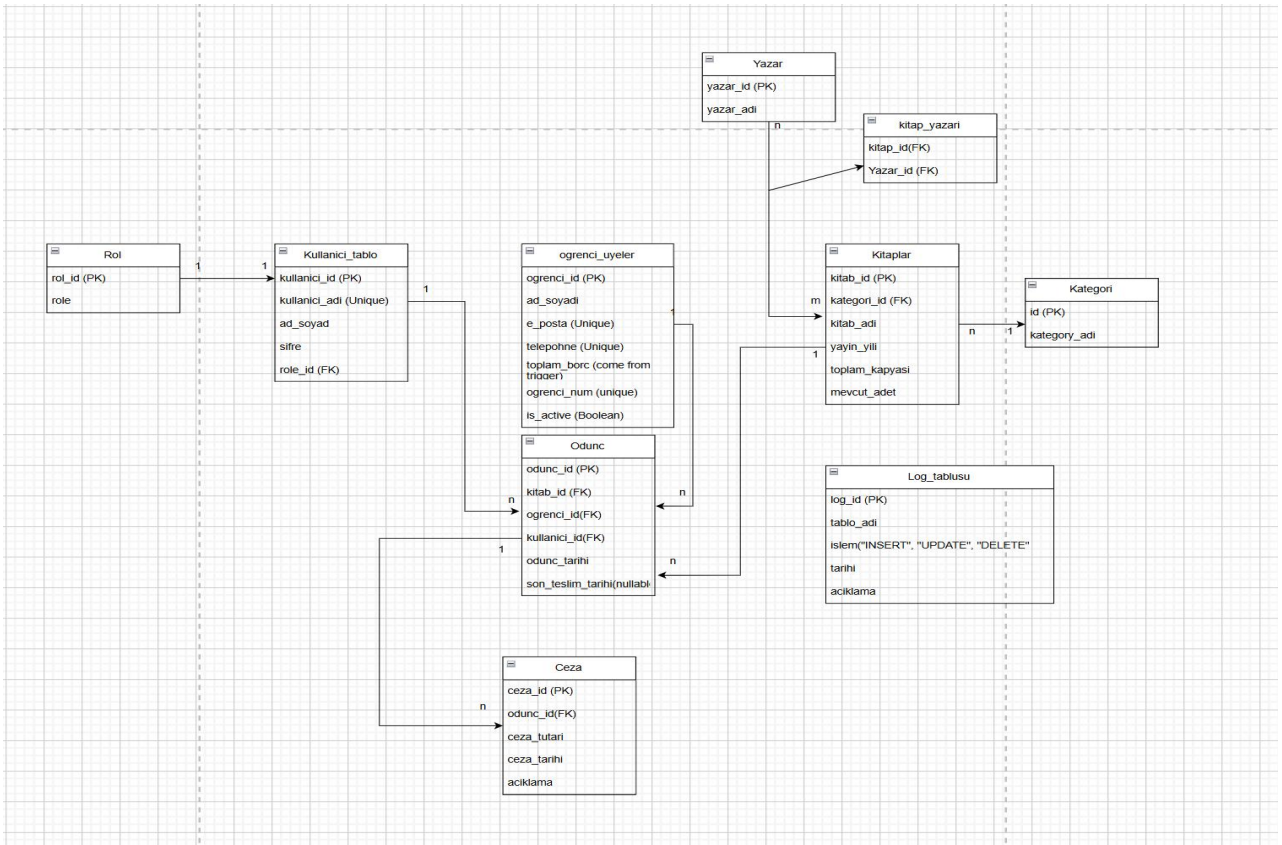 Yazar
yazar_id (PK)
yazar_adi
n
kitap_yazari
kitap_id(FK)
Yazar_id (FK)
Rol
rol_id (PK)
role
1
1
Kullanici_tablo
kullanici_id (PK)
kullanici_adi (Unique)
ad_soyad
sifre
role_id (FK)
1
ogrenci_uyeler
ogrenci_id (PK)
ad_soyadi
e_posta (Unique)
telepohne (Unique)
toplam_borc (come from
trigger)
ogrenci_num (unique)
is_active (Boolean)
1
m
Kitaplar
kitab_id (PK)
kategori_id (FK)
kitab_adi
yayin_yili
toplam_kapyasi
mevcut_adet
1
n
1
Kategori
id (PK)
kategory_adi
Odunc
odunc_id (PK)
kitab_id (FK)
ogrenci_id(FK)
kullanici_id(FK)
odunc_tarihi
son_teslim_tarihi(nullabl
n
n
n
1
Log_tablusu
log_id (PK)
tablo_adi
islem("INSERT", "UPDATE", "DELETE"
tarihi
aciklama
n
Ceza
ceza_id (PK)
odunc_id(FK)
ceza_tutari
ceza_tarihi
aciklama